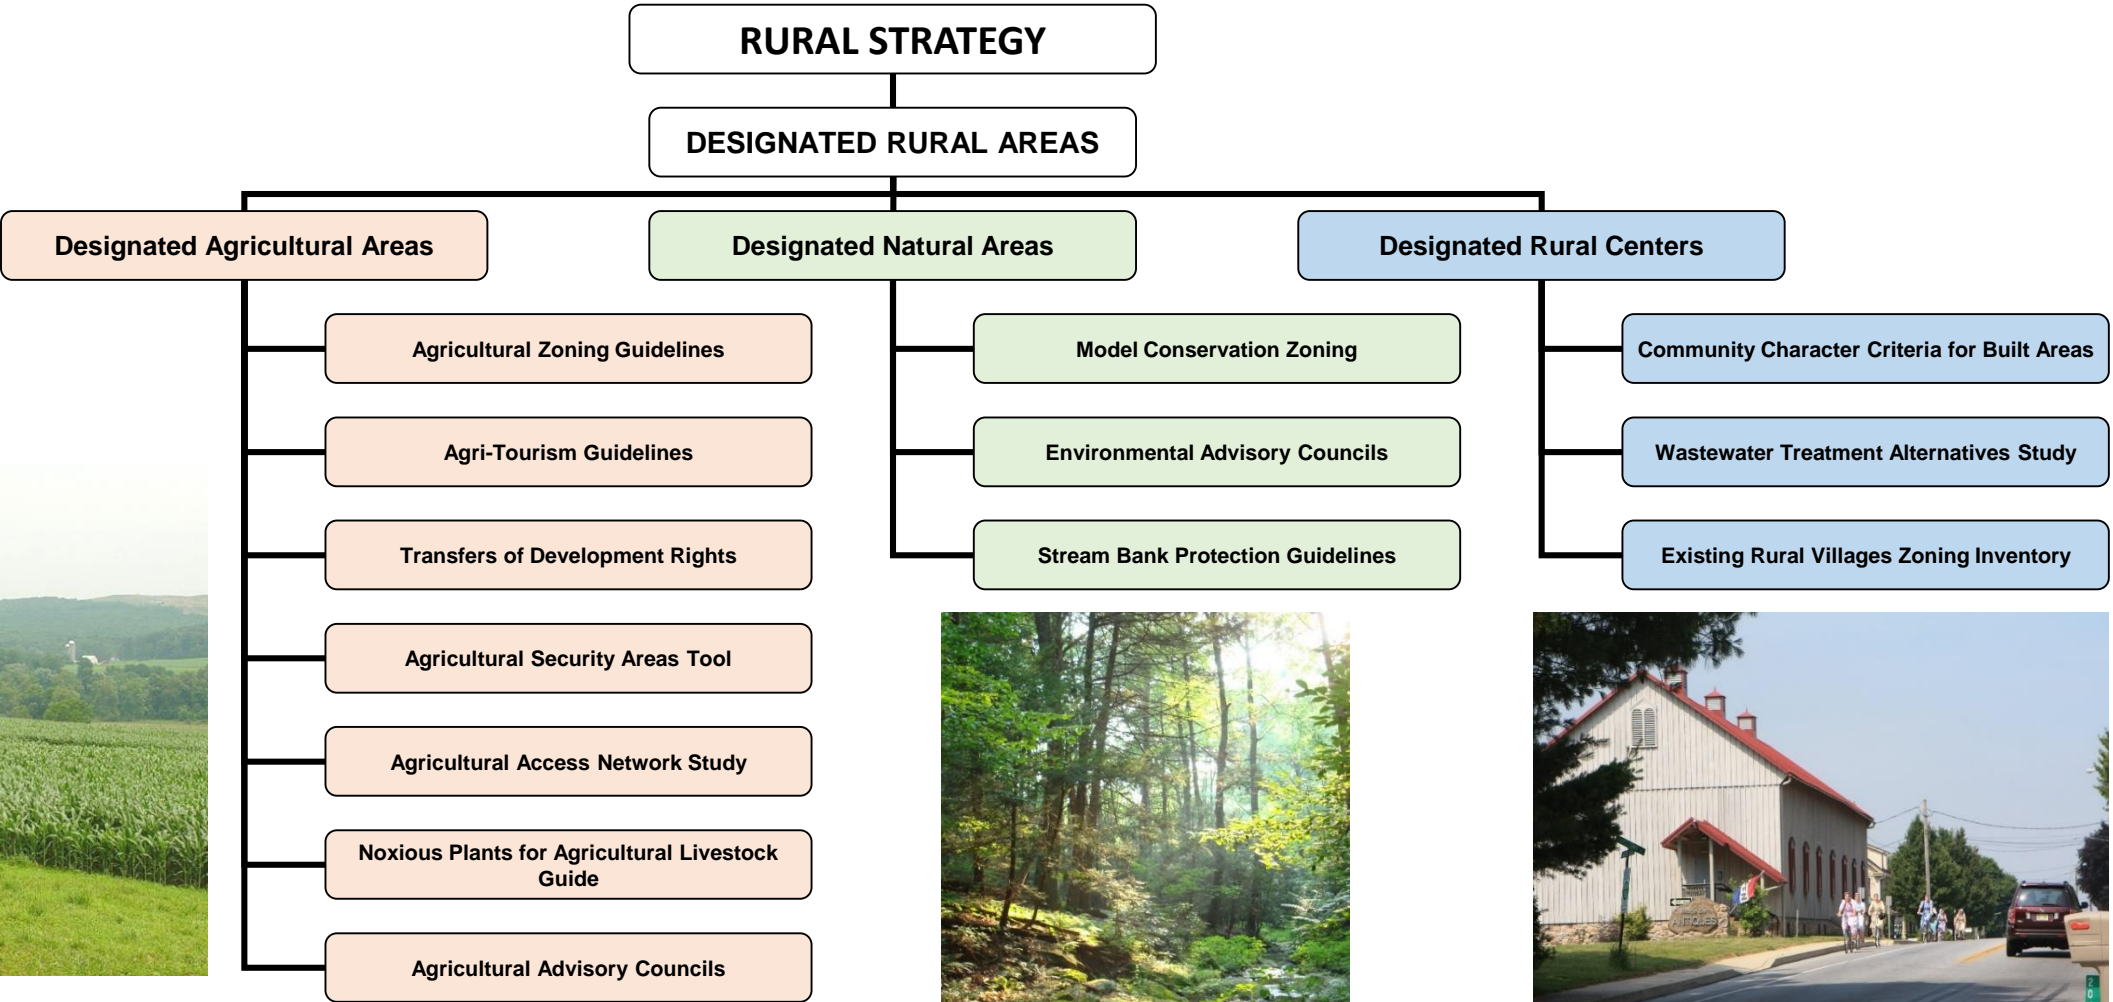 RURAL STRATEGY
DESIGNATED RURAL AREAS
Designated Agricultural Areas
Agricultural Zoning Guidelines
Agri-Tourism Guidelines
Transfers of Development Rights
Agricultural Security Areas Tool
Agricultural Access Network Study
Noxious Plants for Agricultural Livestock
Guide
Agricultural Advisory Councils
Designated Natural Areas
Model Conservation Zoning
Environmental Advisory Councils
Stream Bank Protection Guidelines
Designated Rural Centers
Community Character Criteria for Built Areas
Wastewater Treatment Alternatives Study
Existing Rural Villages Zoning Inventory
ANTIQUES
2
0